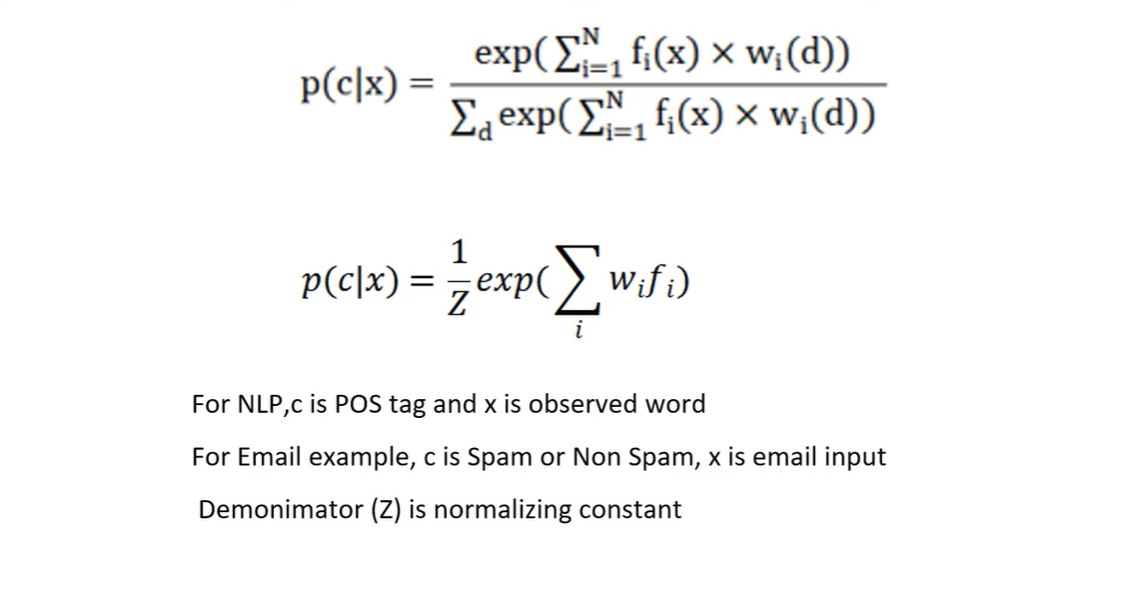 p(c|x) = exp(∑ᴺᵢ₌₁ fᵢ(x) × wᵢ(d)) / ∑d exp(∑ᴺᵢ₌₁ fᵢ(x) × wᵢ(d))
p(c|x) = 1/Z exp(∑ᵢ wᵢfᵢ)
For NLP,c is POS tag and x is observed word
For Email example, c is Spam or Non Spam, x is email input
Demonimator (Z) is normalizing constant